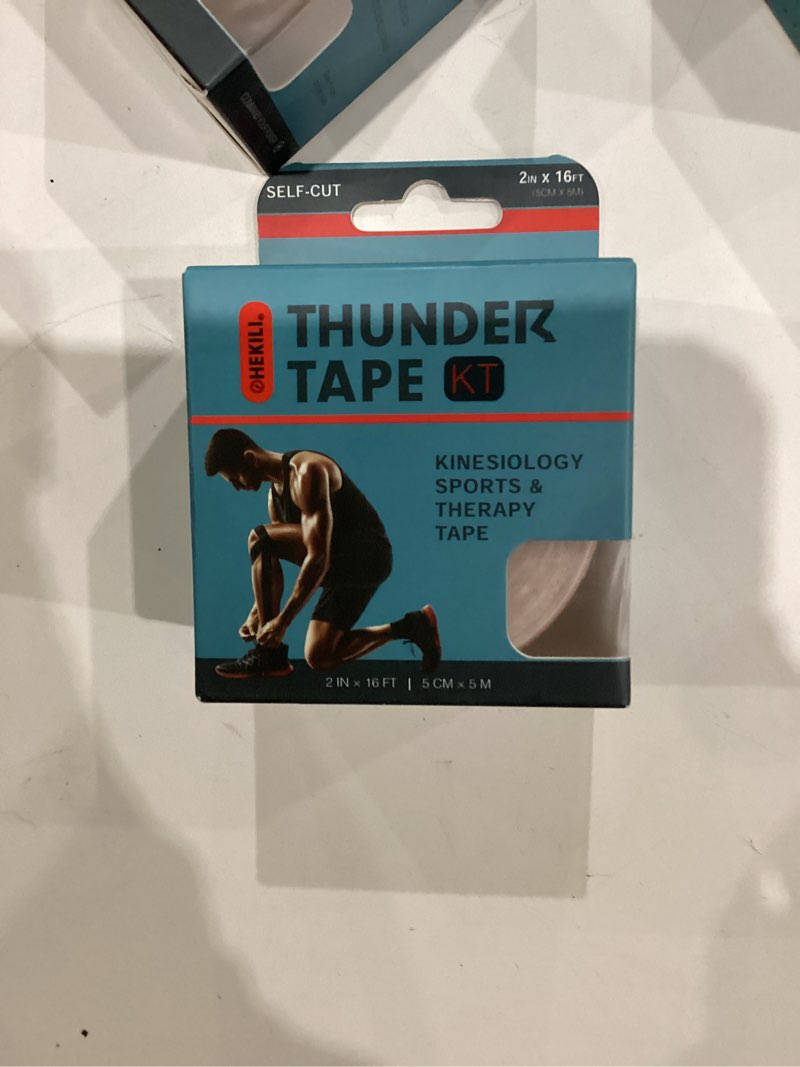 SELF-CUT
2IN X 16FT
(5CM X 5M)
HEKILI®
THUNDER
TAPE KT
KINESIOLOGY
SPORTS &
THERAPY
TAPE
2 IN × 16 FT | 5 CM × 5 M